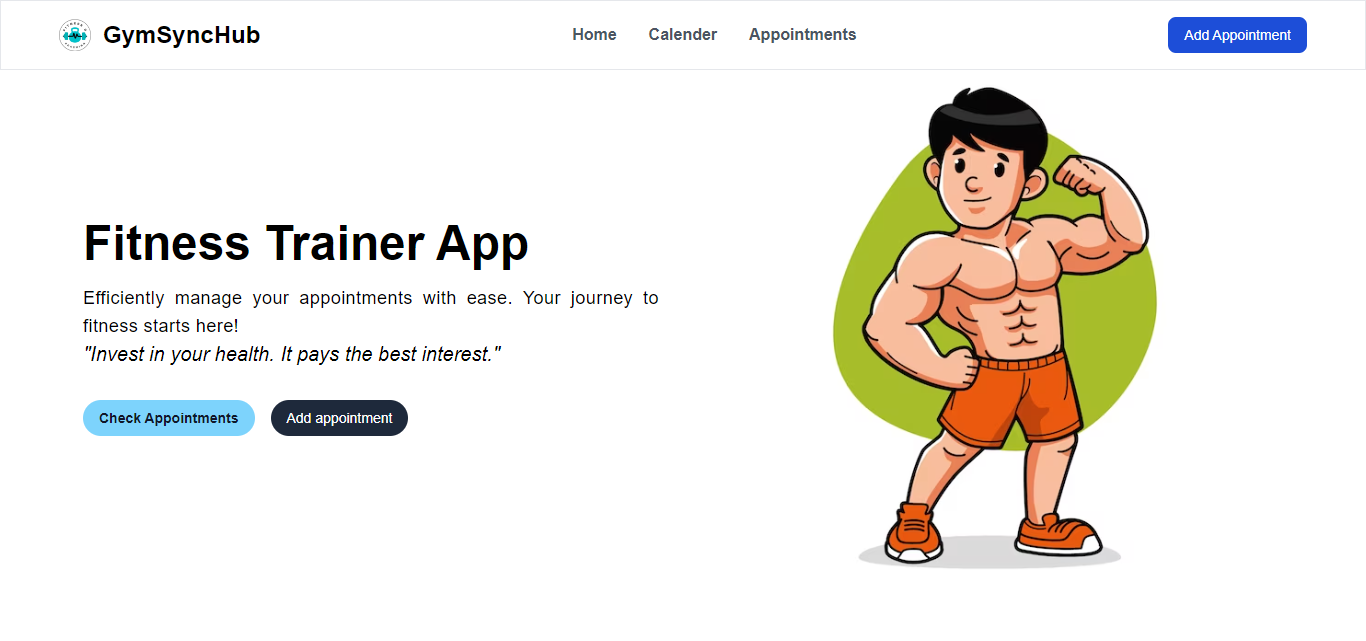 GymSyncHub
Home
Calender
Appointments
Add Appointment
Fitness Trainer App
Efficiently manage your appointments with ease. Your journey to
fitness starts here!
"Invest in your health. It pays the best interest."
Check Appointments
Add appointment